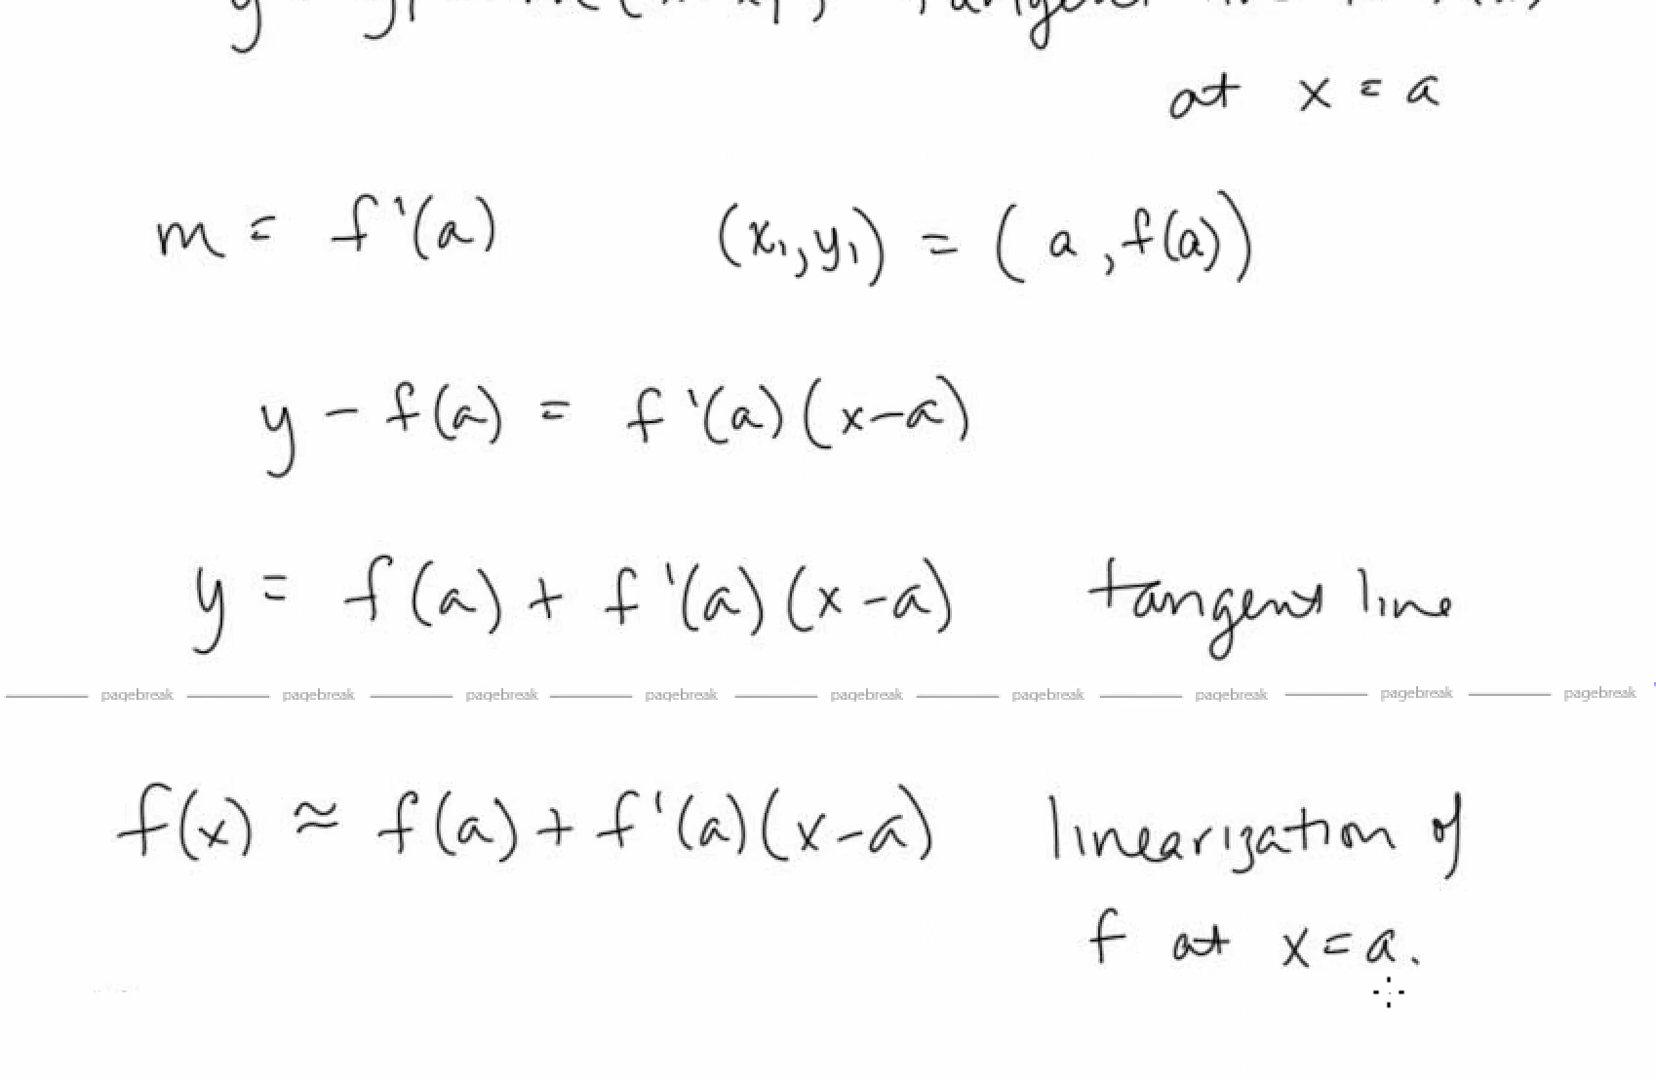 at x = a
m = f'(a) (x₁,y₁) = (a, f(a))
y - f(a) = f'(a)(x-a)
y = f(a) + f'(a)(x-a) tangent line
pagebreak pagebreak pagebreak pagebreak pagebreak pagebreak pagebreak pagebreak pagebreak
f(x) ≈ f(a) + f'(a)(x-a) linearization of
f at x = a.